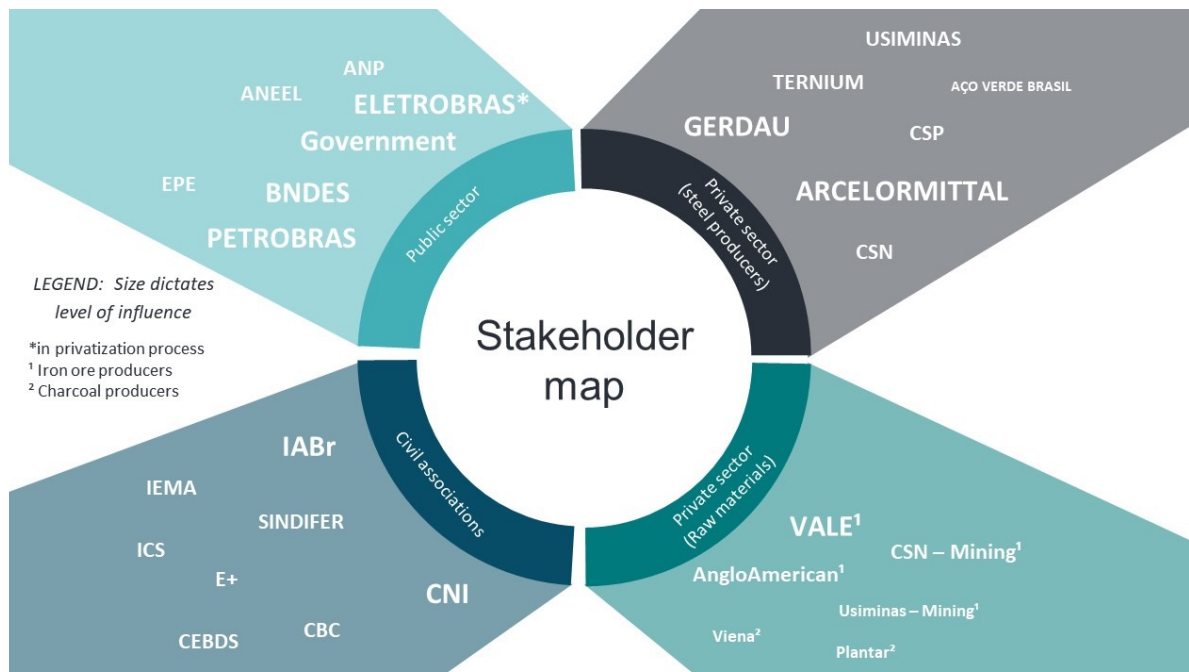 ANP
ANEEL
ELETROBRAS*
Government
EPE
BNDES
PETROBRAS
Public sector
USIMINAS
TERNIUM
AÇO VERDE BRASIL
GERDAU
CSP
ARCELORMITTAL
CSN
Private sector
(steel producers)
LEGEND: Size dictates
level of influence
*in privatization process
¹ Iron ore producers
² Charcoal producers
Stakeholder
map
IABr
IEMA
SINDIFER
ICS
E+
CNI
CBC
CEBDS
Civil associations
Private sector
(Raw materials)
VALE¹
CSN – Mining¹
AngloAmerican¹
Usiminas – Mining¹
Viena²
Plantar²